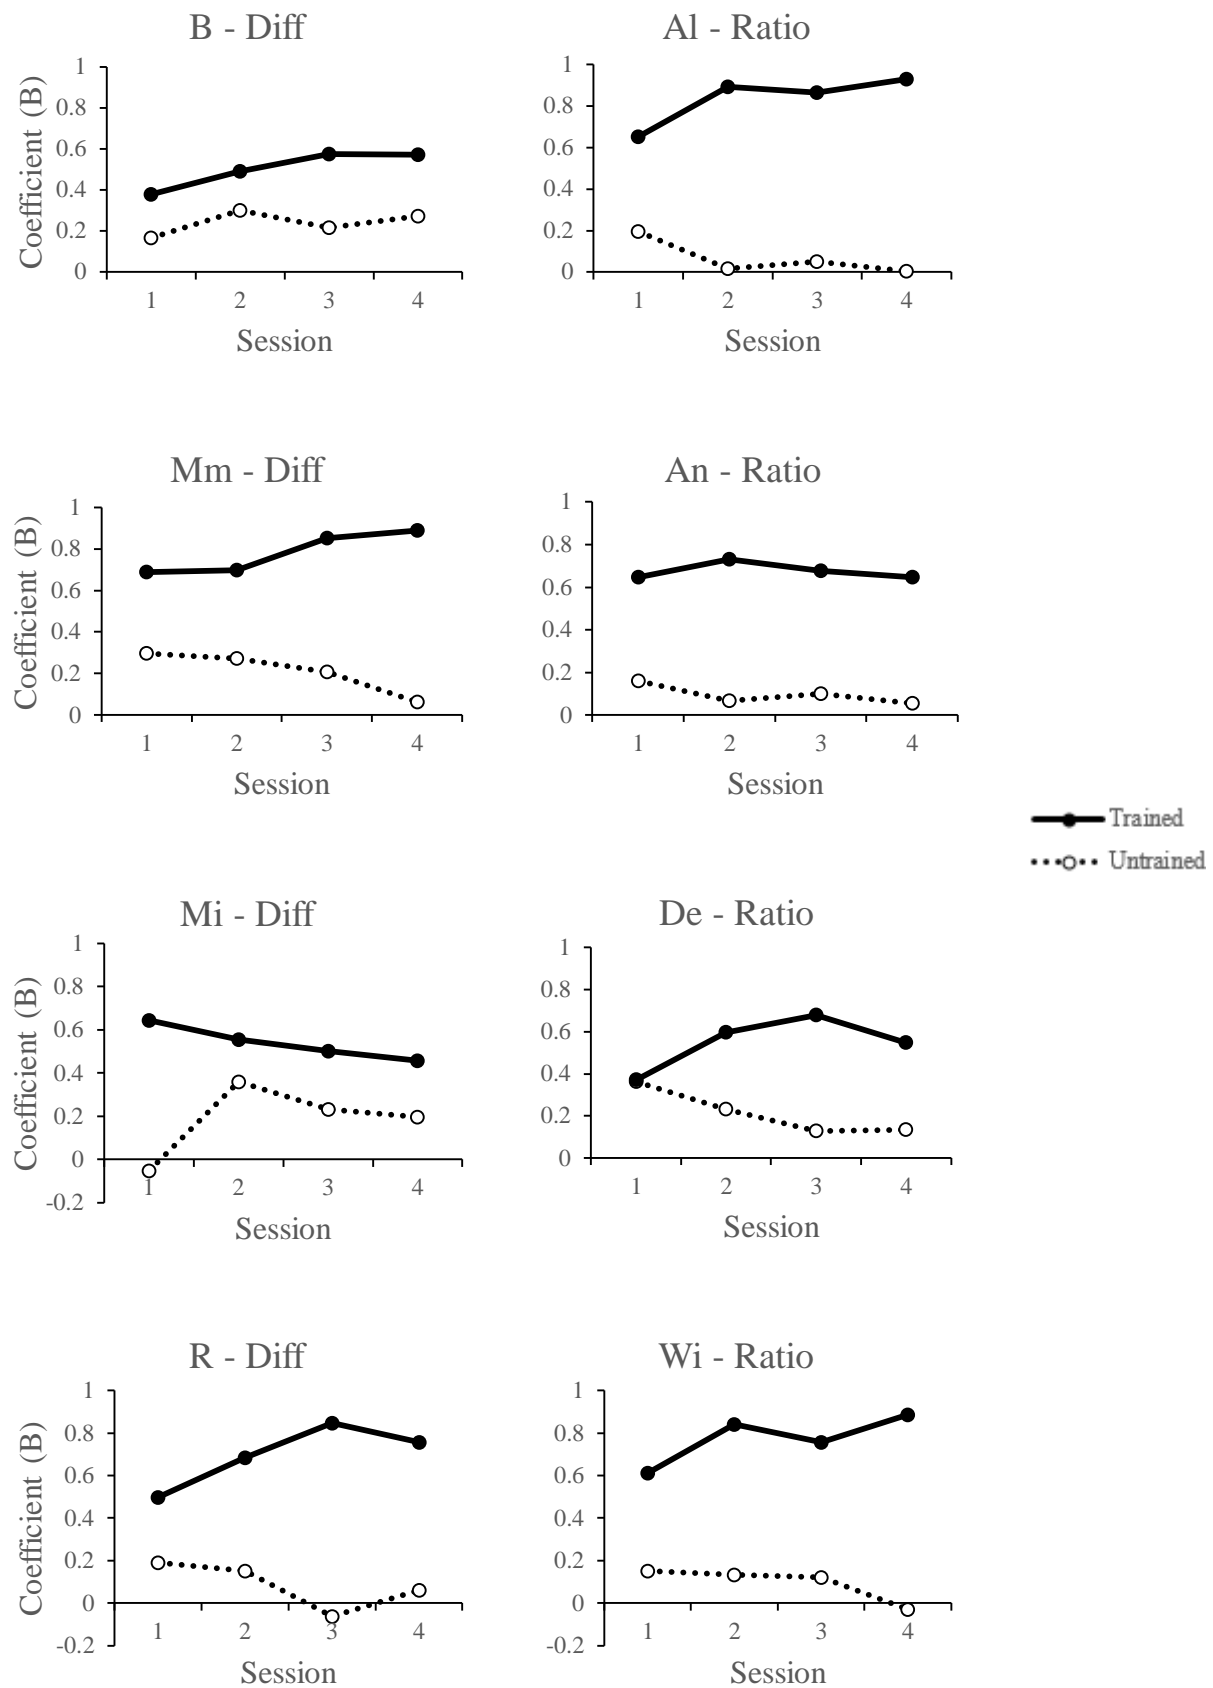 B - Diff
Coefficient (B)
1
0.8
0.6
0.4
0.2
0
1 2 3 4
Session
Al - Ratio
1
0.8
0.6
0.4
0.2
0
1 2 3 4
Session
Mm - Diff
Coefficient (B)
1
0.8
0.6
0.4
0.2
0
1 2 3 4
Session
An - Ratio
1
0.8
0.6
0.4
0.2
0
1 2 3 4
Session
Trained
Untrained
Mi - Diff
Coefficient (B)
1
0.8
0.6
0.4
0.2
0
-0.2
1 2 3 4
Session
De - Ratio
1
0.8
0.6
0.4
0.2
0
1 2 3 4
Session
R - Diff
Coefficient (B)
1
0.8
0.6
0.4
0.2
0
-0.2
1 2 3 4
Session
Wi - Ratio
1
0.8
0.6
0.4
0.2
0
-0.2
1 2 3 4
Session